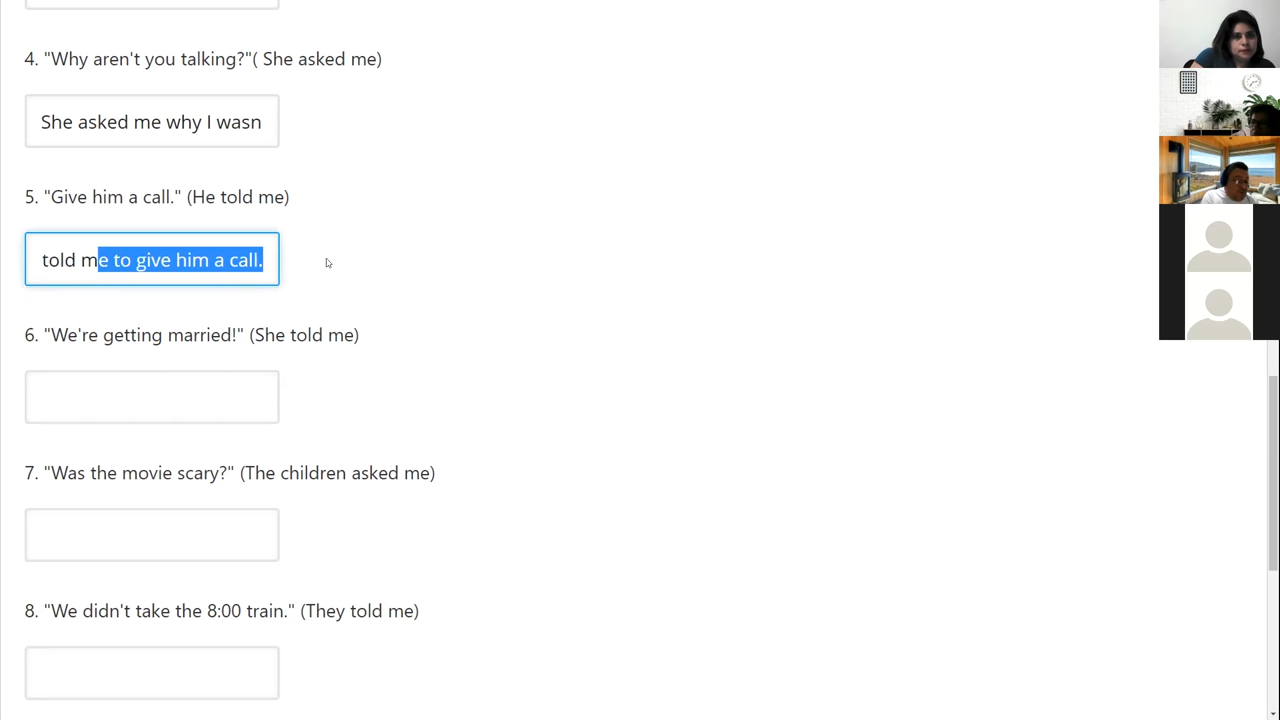 4. "Why aren't you talking?"( She asked me)
She asked me why I wasn
5. "Give him a call." (He told me)
told me to give him a call.
6. "We're getting married!" (She told me)
7. "Was the movie scary?" (The children asked me)
8. "We didn't take the 8:00 train." (They told me)